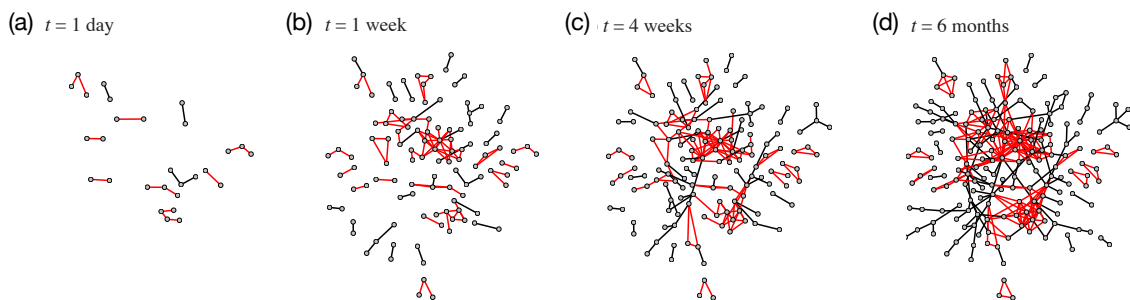 (a) t = 1 day
(b) t = 1 week
(c) t = 4 weeks
(d) t = 6 months